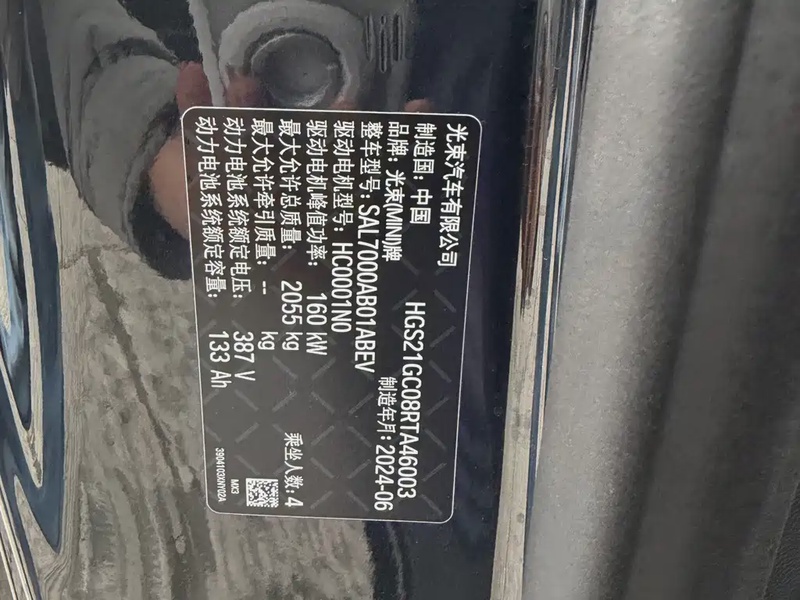 光束汽车有限公司
制造国: 中国 HGS21GC08RTA46003
品牌: 光束(MINI)牌 制造年月: 2024-06
整车型号: SAL7000AB01ABEV
驱动电机型号: HC0001N0
驱动电机峰值功率: 160 kW
最大允许总质量: 2055 kg 乘坐人数: 4
最大允许牵引质量: -- kg
动力电池系统额定电压: 387 V
动力电池系统额定容量: 133 Ah
MX3
3904103XNY02A